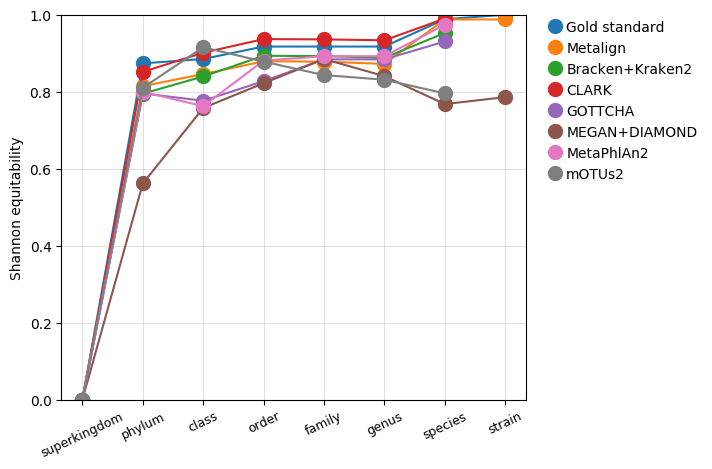 1.0
0.8
0.6
0.4
0.2
0.0
Shannon equitability
superkingdom
phylum
class
order
family
genus
species
strain
Gold standard
Metalign
Bracken+Kraken2
CLARK
GOTTCHA
MEGAN+DIAMOND
MetaPhlAn2
mOTUs2